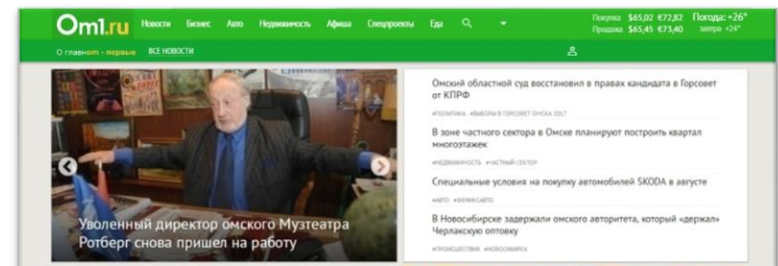 Om1.ru
Новости Бизнес Авто Недвижимость Афиша Спецпроекты Еда
Покупка $65,02 €72,82 Погода: +26°
Продажа $65,45 €73,40 завтра +24°
О главном - первые ВСЕ НОВОСТИ
Уволенный директор омского Музтеатра
Ротберг снова пришел на работу
Омский областной суд восстановил в правах кандидата в Горсовет
от КПРФ
#ПОЛИТИКА #ВЫБОРЫ В ГОРСОВЕТ ОМСКА 2017
В зоне частного сектора в Омске планируют построить квартал
многоэтажек
#НЕДВИЖИМОСТЬ #ЧАСТНЫЙ СЕКТОР
Специальные условия на покупку автомобилей SKODA в августе
#АВТО #ФЕНИКСАВТО
В Новосибирске задержали омского авторитета, который «держал»
Черлакскую оптовку
#ПРОИСШЕСТВИЯ #НОВОСИБИРСК